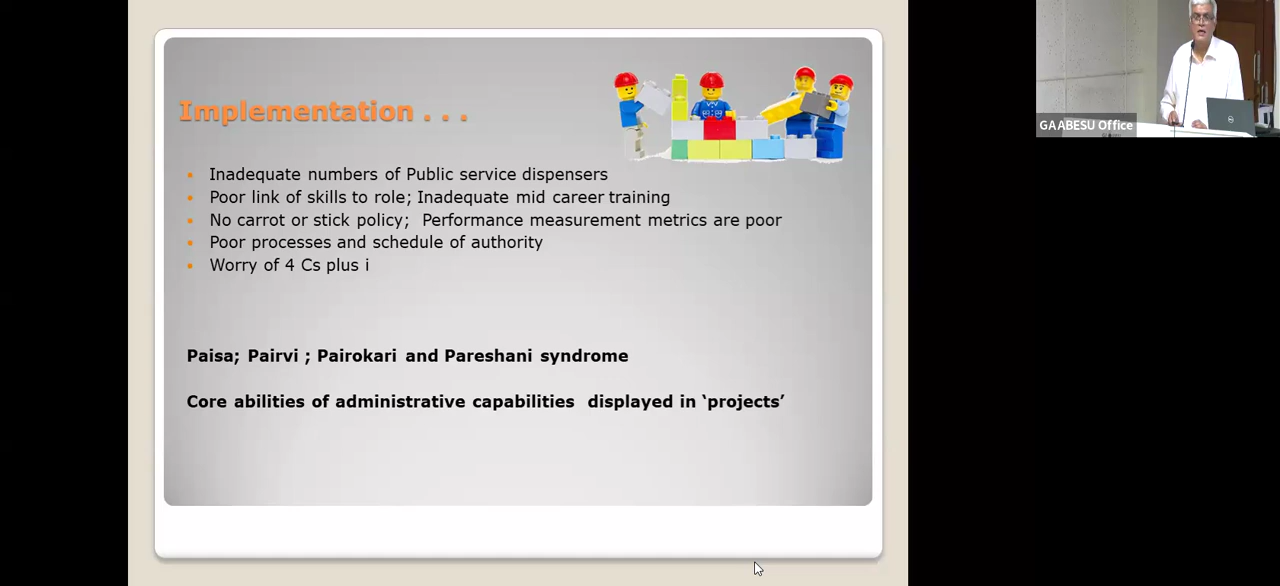 Implementation . . .
Inadequate numbers of Public service dispensers
Poor link of skills to role; Inadequate mid career training
No carrot or stick policy; Performance measurement metrics are poor
Poor processes and schedule of authority
Worry of 4 Cs plus i
Paisa; Pairvi ; Pairokari and Pareshani syndrome
Core abilities of administrative capabilities displayed in ‘projects’
GAABESU Office